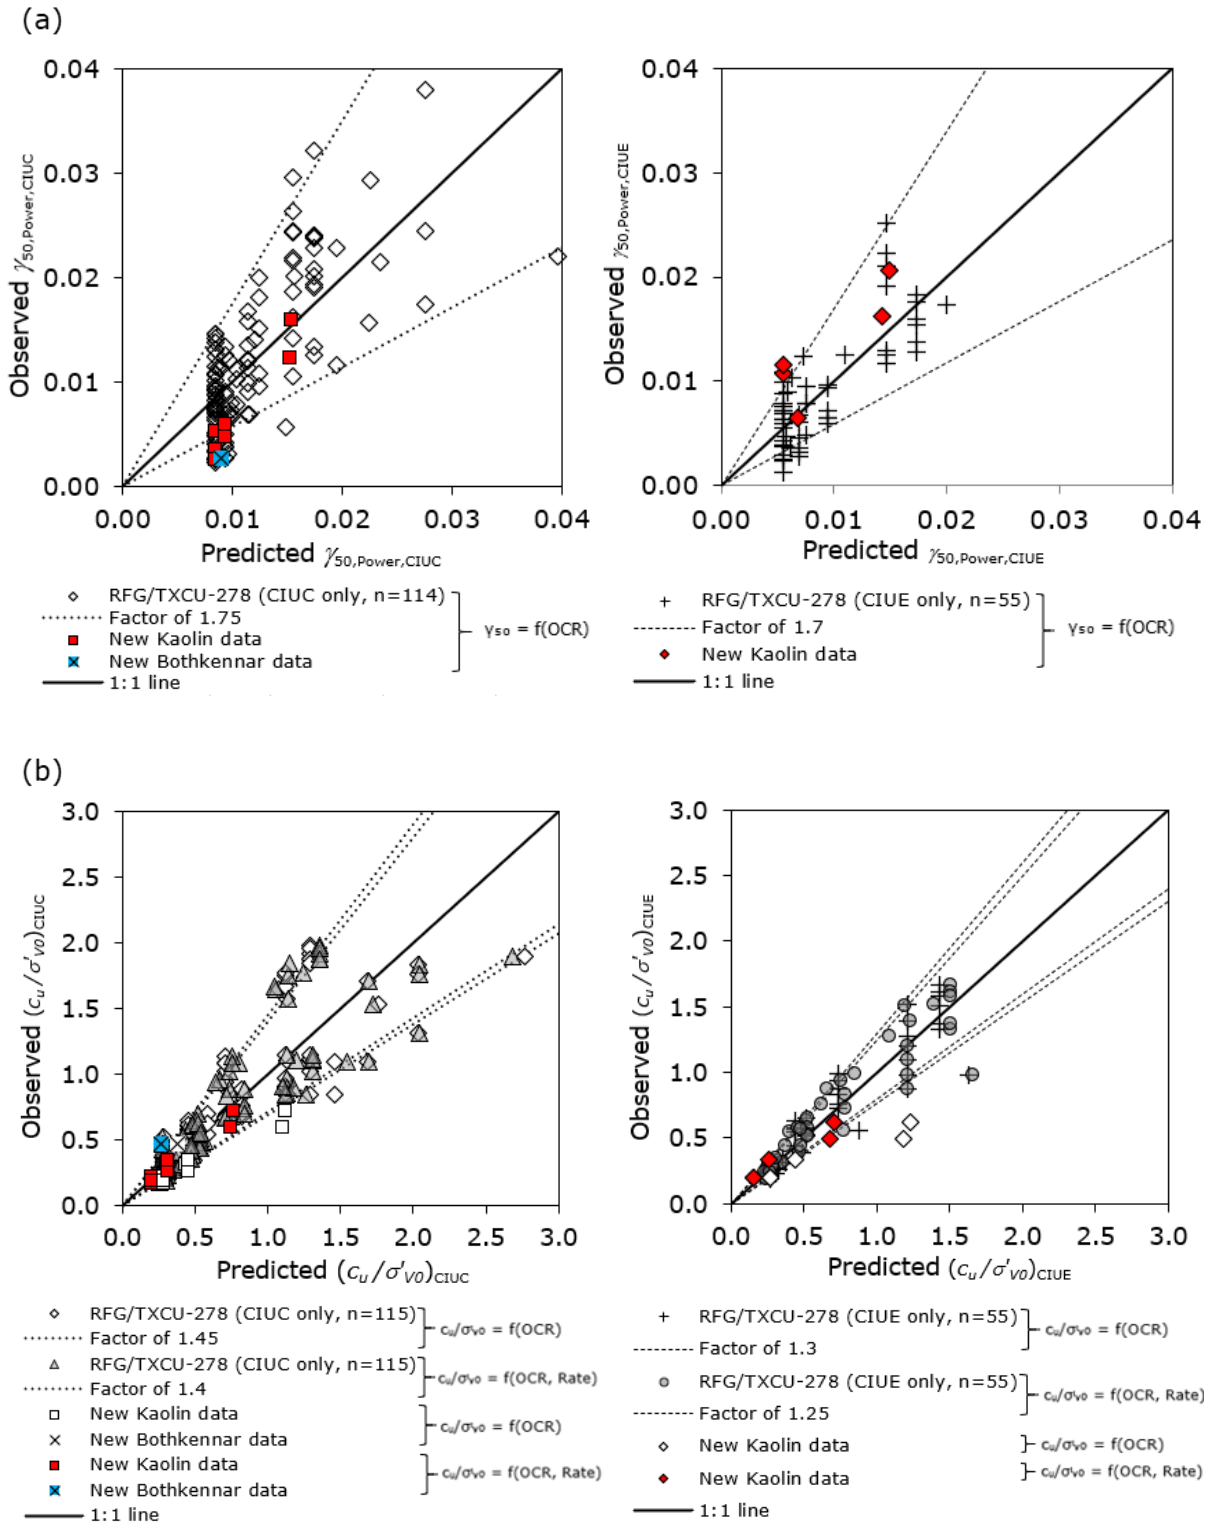 (a)
0.04
0.03
0.02
0.01
0.00
0.00 0.01 0.02 0.03 0.04
Observed γ50,Power,CIUC
Predicted γ50,Power,CIUC
RFG/TXCU-278 (CIUC only, n=114)
Factor of 1.75
New Kaolin data
New Bothkennar data
1:1 line
γ50 = f(OCR)
0.04
0.03
0.02
0.01
0.00
0.00 0.01 0.02 0.03 0.04
Observed γ50,Power,CIUE
Predicted γ50,Power,CIUE
RFG/TXCU-278 (CIUE only, n=55)
Factor of 1.7
New Kaolin data
1:1 line
γ50 = f(OCR)
(b)
3.0
2.5
2.0
1.5
1.0
0.5
0.0
0.0 0.5 1.0 1.5 2.0 2.5 3.0
Observed (cu/σ'V0)CIUC
Predicted (cu/σ'V0)CIUC
RFG/TXCU-278 (CIUC only, n=115)
Factor of 1.45
cu/σ'v0 = f(OCR)
RFG/TXCU-278 (CIUC only, n=115)
Factor of 1.4
cu/σ'v0 = f(OCR, Rate)
New Kaolin data
New Bothkennar data
cu/σ'v0 = f(OCR)
New Kaolin data
New Bothkennar data
cu/σ'v0 = f(OCR, Rate)
1:1 line
3.0
2.5
2.0
1.5
1.0
0.5
0.0
0.0 0.5 1.0 1.5 2.0 2.5 3.0
Observed (cu/σ'V0)CIUE
Predicted (cu/σ'V0)CIUE
RFG/TXCU-278 (CIUE only, n=55)
Factor of 1.3
cu/σ'v0 = f(OCR)
RFG/TXCU-278 (CIUE only, n=55)
Factor of 1.25
cu/σ'v0 = f(OCR, Rate)
New Kaolin data
cu/σ'v0 = f(OCR)
New Kaolin data
cu/σ'v0 = f(OCR, Rate)
1:1 line